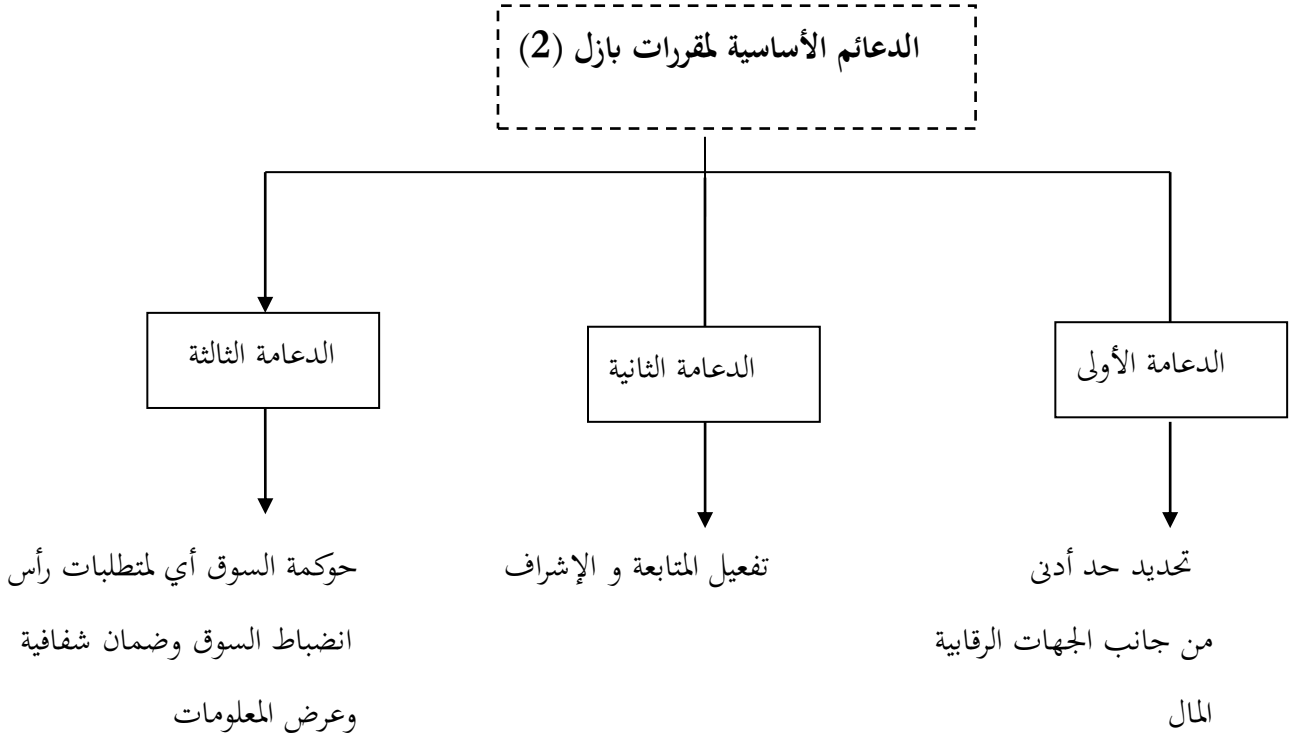 الدعائم الأساسية لمقررات بازل (2)
الدعامة الأولى
الدعامة الثانية
الدعامة الثالثة
تحديد حد أدنى
من جانب الجهات الرقابية
المال
تفعيل المتابعة و الإشراف
حوكمة السوق أي لمتطلبات رأس
انضباط السوق وضمان شفافية
وعرض المعلومات